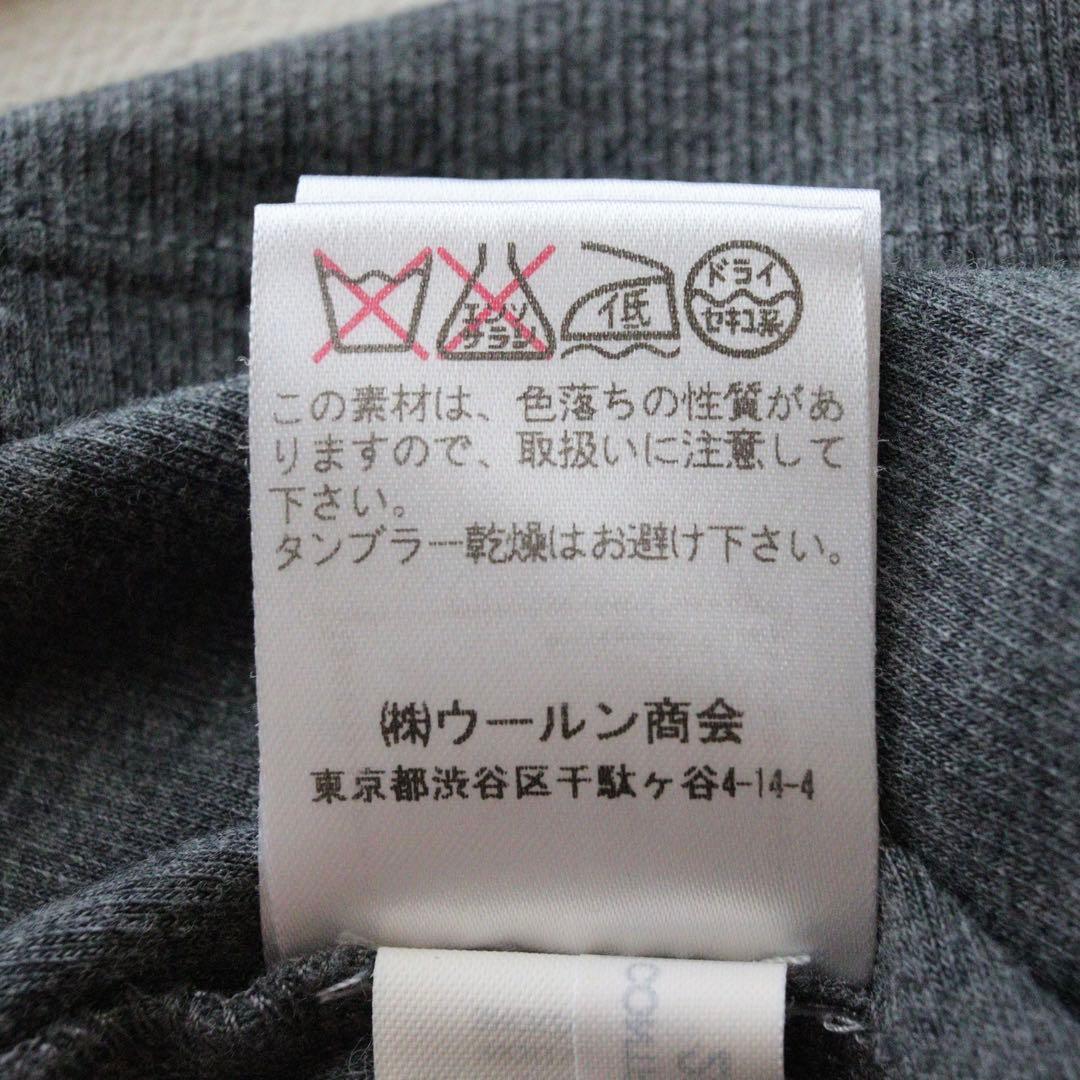 エンソ
サラシ
低
ドライ
セキユ系
この素材は、色落ちの性質があ
りますので、取扱いに注意して
下さい。
タンブラー乾燥はお避け下さい。
㈱ウールン商会
東京都渋谷区千駄ヶ谷4-14-4